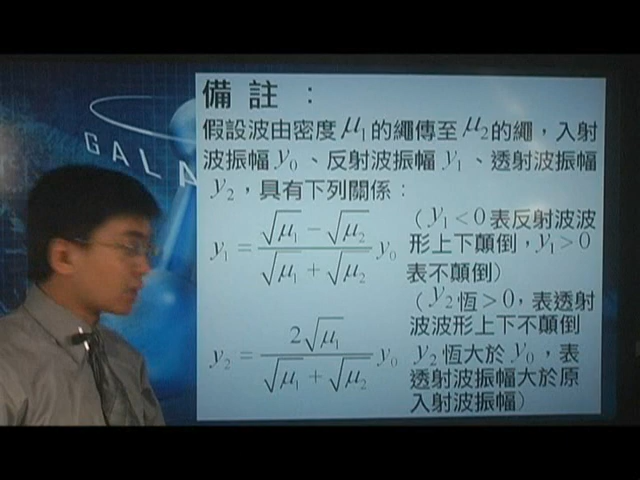 備 註 ：
假設波由密度 μ₁ 的繩傳至 μ₂ 的繩，入射
波振幅 y₀ 、反射波振幅 y₁ 、透射波振幅
y₂ ，具有下列關係：
y₁ = (√μ₁ − √μ₂) / (√μ₁ + √μ₂) y₀
（ y₁ < 0 表反射波波
形上下顛倒，y₁ > 0
表不顛倒）
y₂ = 2√μ₁ / (√μ₁ + √μ₂) y₀
（ y₂ 恆 > 0，表透射
波波形上下不顛倒
y₂ 恆大於 y₀ ，表
透射波振幅大於原
入射波振幅）
GALA